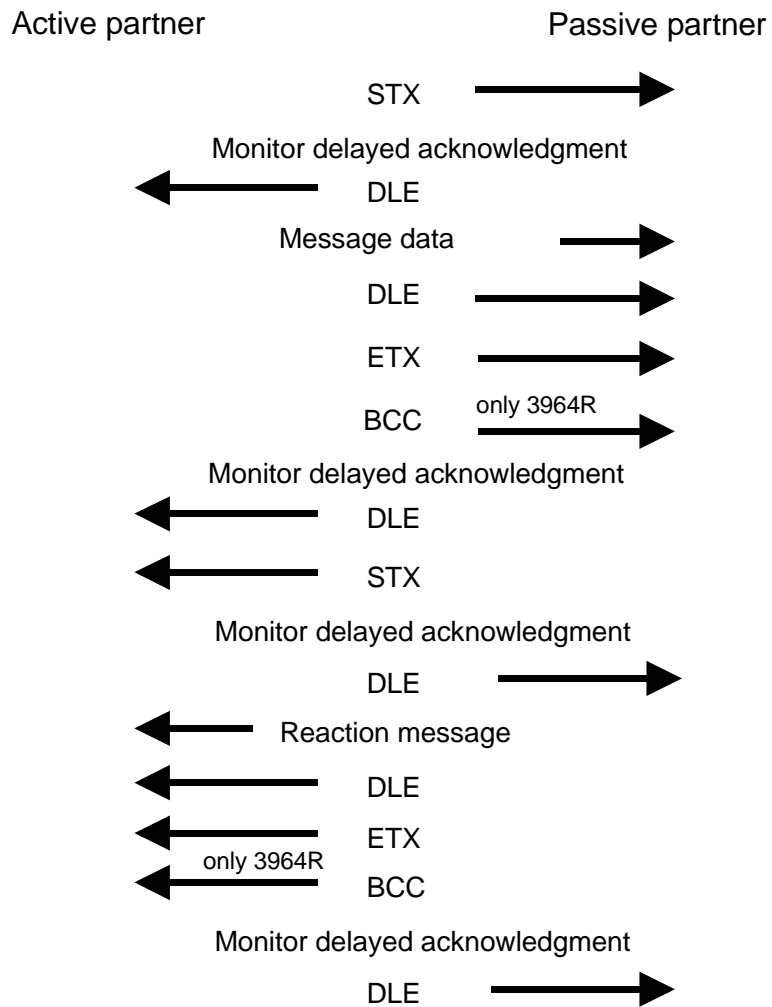 Active partner Passive partner
STX
Monitor delayed acknowledgment
DLE
Message data
DLE
ETX
BCC only 3964R
Monitor delayed acknowledgment
DLE
STX
Monitor delayed acknowledgment
DLE
Reaction message
DLE
ETX
only 3964R
BCC
Monitor delayed acknowledgment
DLE